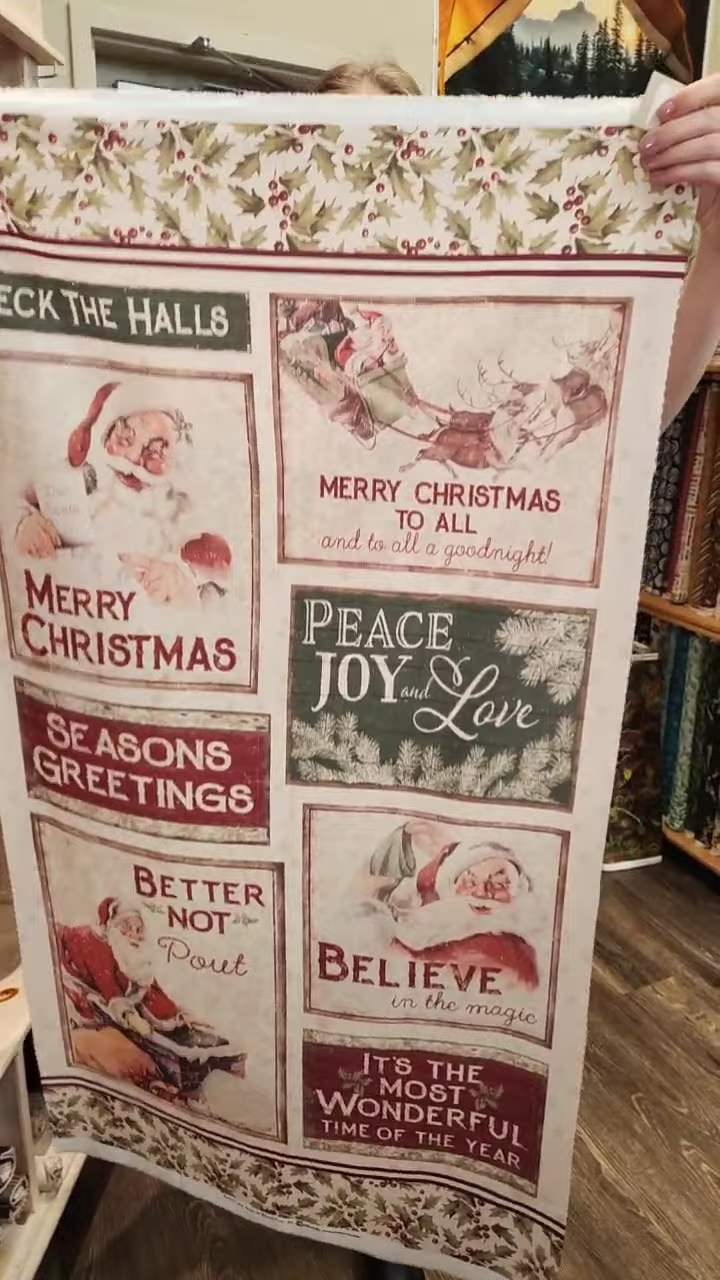 ECK THE HALLS
MERRY CHRISTMAS
TO ALL
and to all a goodnight!
MERRY
CHRISTMAS
PEACE
JOY and Love
SEASONS
GREETINGS
BETTER
NOT
Pout
BELIEVE
in the magic
IT'S THE
MOST
WONDERFUL
TIME OF THE YEAR